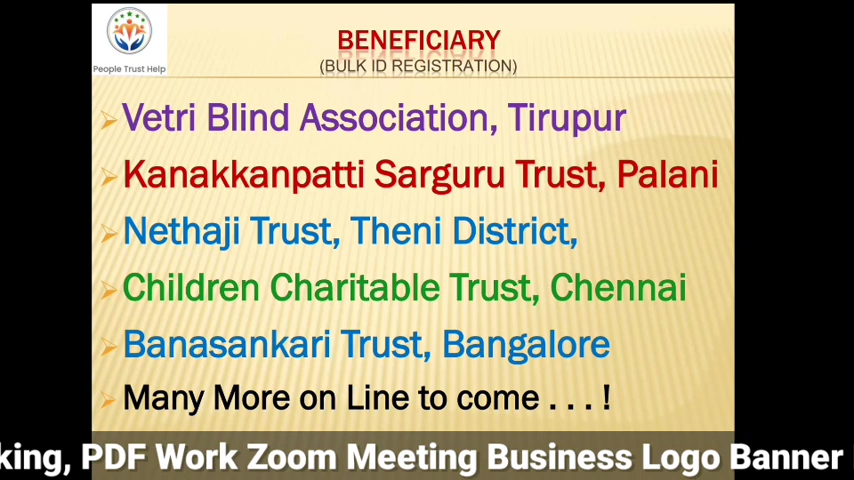 People Trust Help
BENEFICIARY
(BULK ID REGISTRATION)
Vetri Blind Association, Tirupur
Kanakkanpatti Sarguru Trust, Palani
Nethaji Trust, Theni District,
Children Charitable Trust, Chennai
Banasankari Trust, Bangalore
Many More on Line to come . . . !
king, PDF Work Zoom Meeting Business Logo Banner